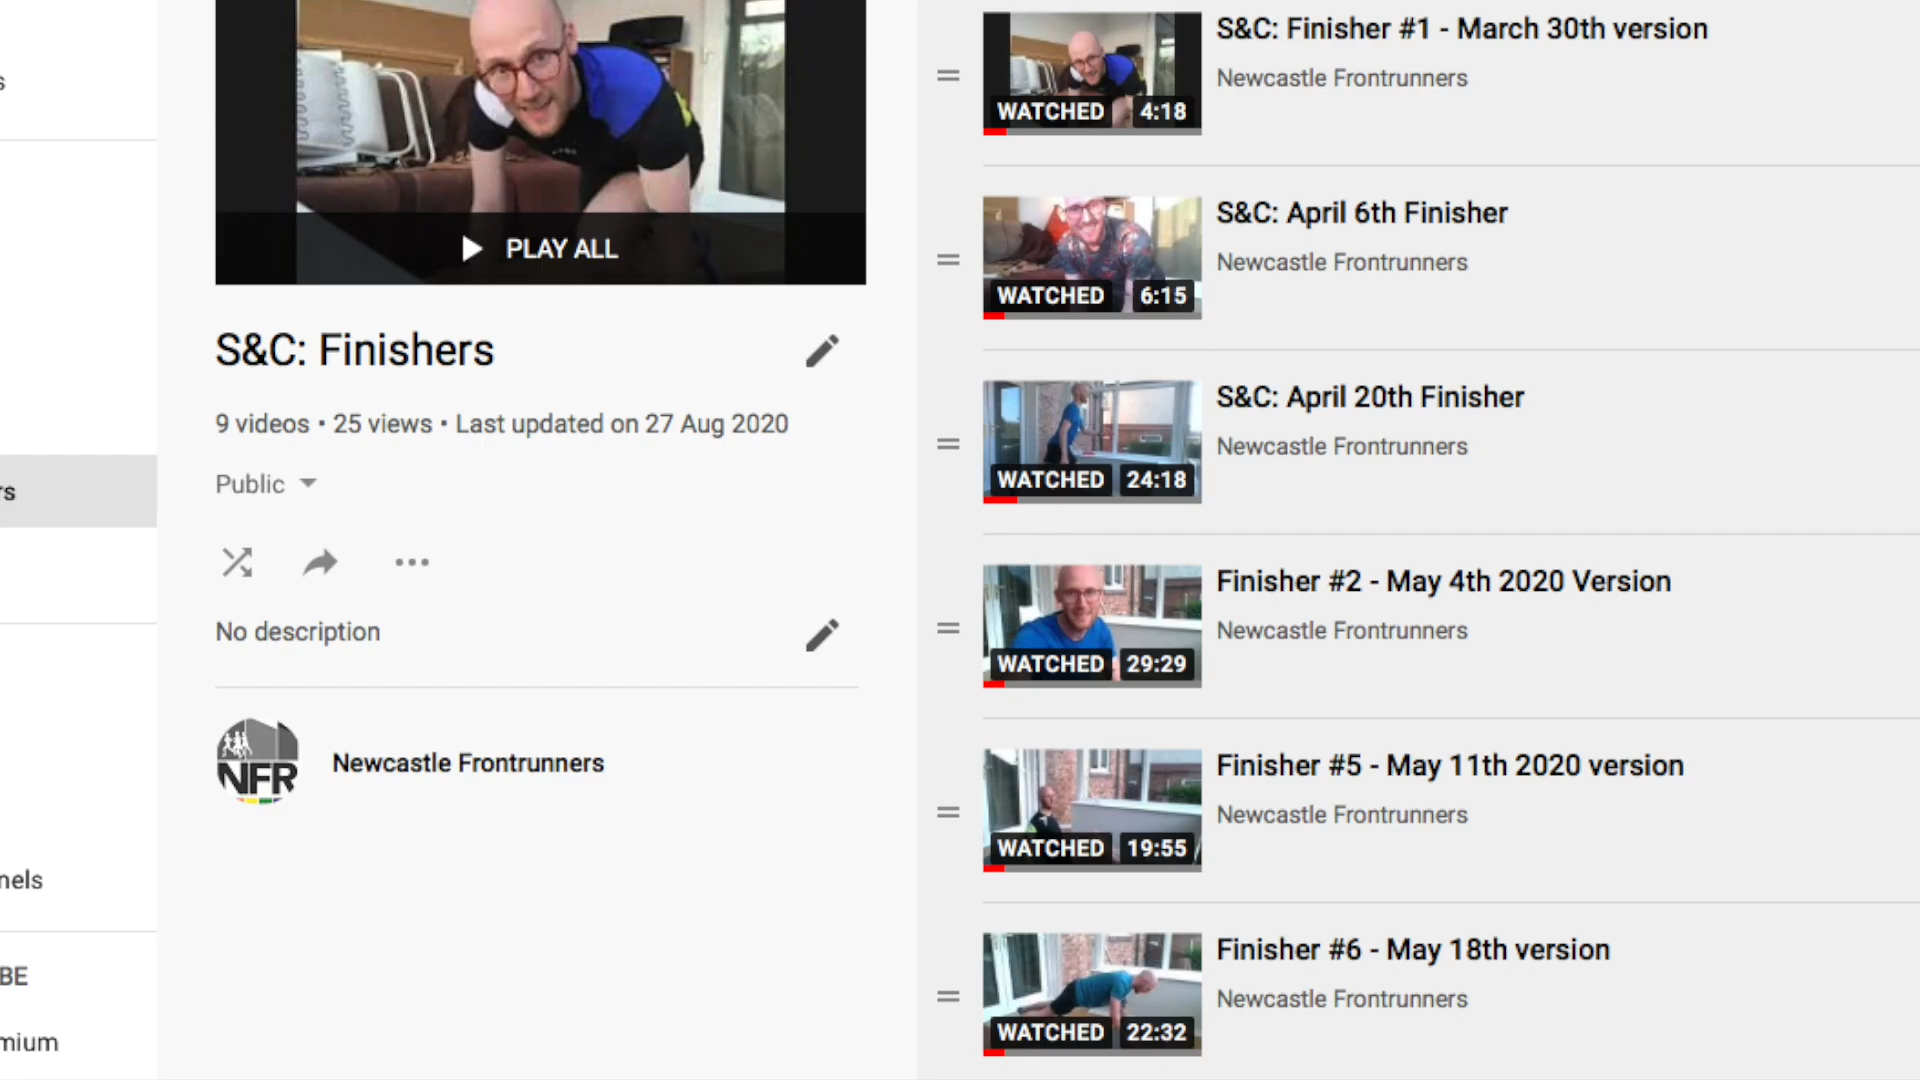 s
rs
nels
BE
mium
PLAY ALL
S&C: Finishers
9 videos • 25 views • Last updated on 27 Aug 2020
Public
No description
NFR
Newcastle Frontrunners
S&C: Finisher #1 - March 30th version
Newcastle Frontrunners
WATCHED 4:18
S&C: April 6th Finisher
Newcastle Frontrunners
WATCHED 6:15
S&C: April 20th Finisher
Newcastle Frontrunners
WATCHED 24:18
Finisher #2 - May 4th 2020 Version
Newcastle Frontrunners
WATCHED 29:29
Finisher #5 - May 11th 2020 version
Newcastle Frontrunners
WATCHED 19:55
Finisher #6 - May 18th version
Newcastle Frontrunners
WATCHED 22:32